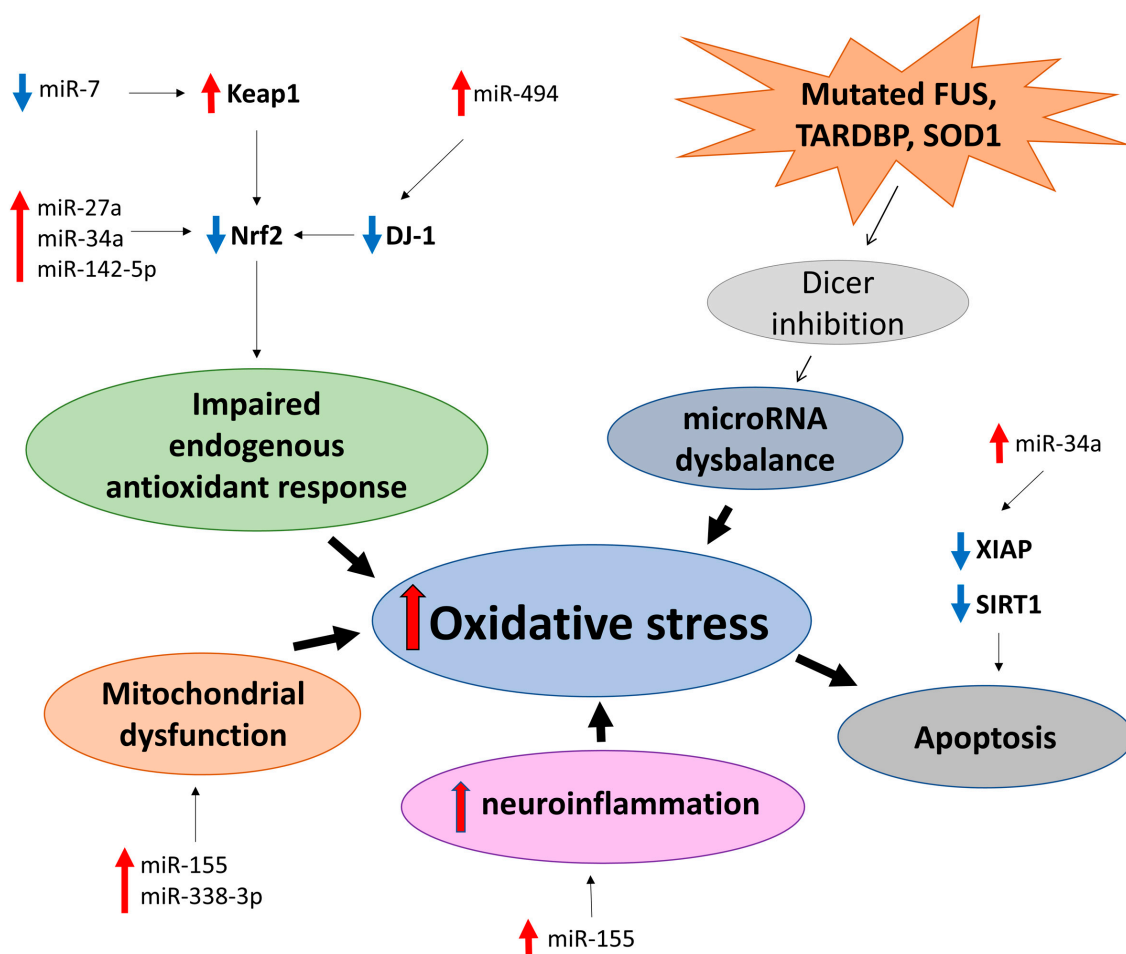 miR-7
Keap1
miR-494
Mutated FUS,
TARDBP, SOD1
miR-27a
miR-34a
miR-142-5p
Nrf2
DJ-1
Dicer
inhibition
Impaired
endogenous
antioxidant response
microRNA
dysbalance
miR-34a
XIAP
SIRT1
Oxidative stress
Mitochondrial
dysfunction
Apoptosis
neuroinflammation
miR-155
miR-338-3p
miR-155